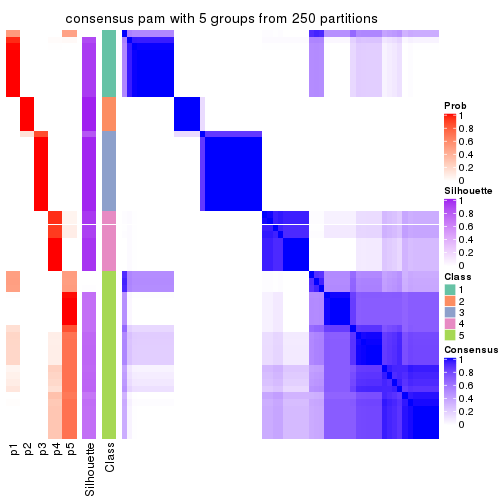 consensus pam with 5 groups from 250 partitions
Prob
1
0.8
0.6
0.4
0.2
0
Silhouette
1
0.8
0.6
0.4
0.2
0
Class
1
2
3
4
5
Consensus
1
0.8
0.6
0.4
0.2
0
p1
p2
p3
p4
p5
Silhouette
Class